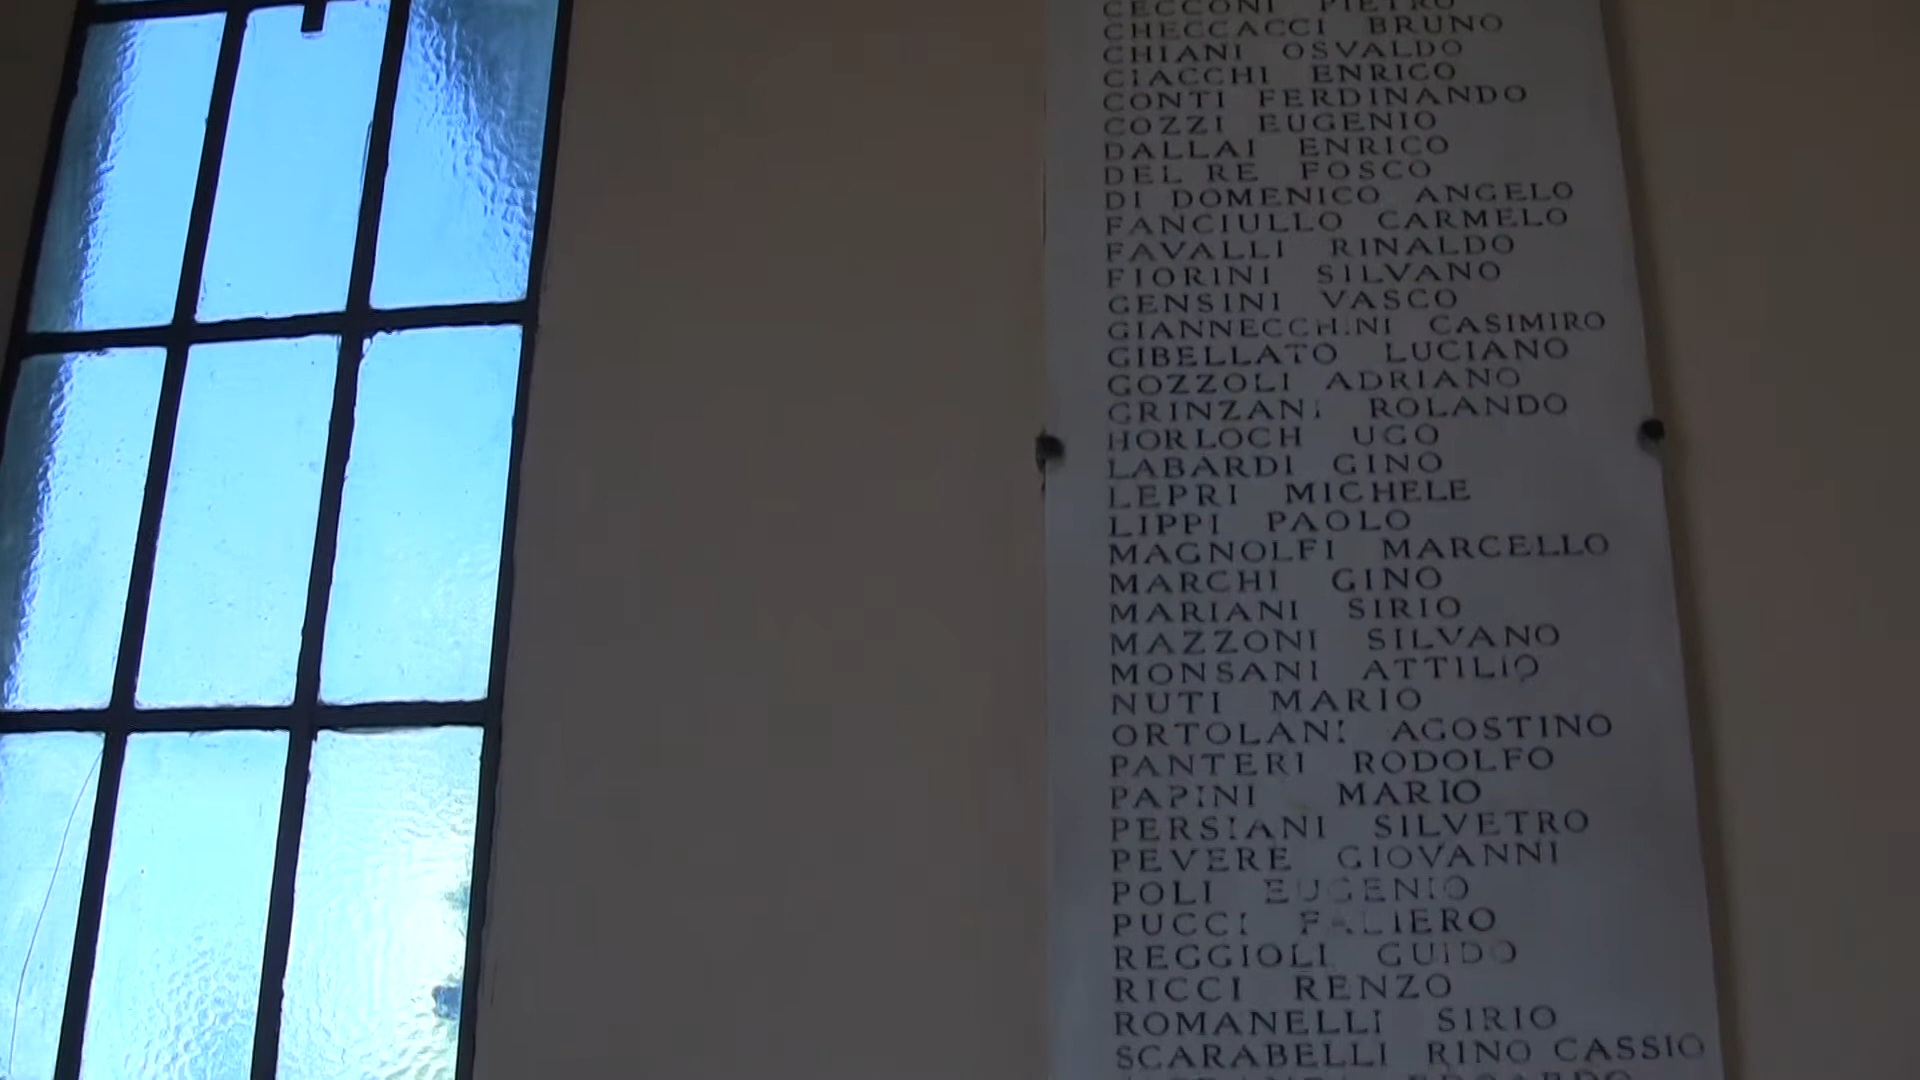 CECCONI PIETRO
CHECCACCI BRUNO
CHIANI OSVALDO
CIACCHI ENRICO
CONTI FERDINANDO
COZZI EUGENIO
DALLAI ENRICO
DEL RE FOSCO
DI DOMENICO ANGELO
FANCIULLO CARMELO
FAVALLI RINALDO
FIORINI SILVANO
GENSINI VASCO
GIANNECCHINI CASIMIRO
GIBELLATO LUCIANO
GOZZOLI ADRIANO
GRINZANI ROLANDO
HORLOCH UGO
LABARDI GINO
LEPRI MICHELE
LIPPI PAOLO
MAGNOLFI MARCELLO
MARCHI GINO
MARIANI SIRIO
MAZZONI SILVANO
MONSANI ATTILIO
NUTI MARIO
ORTOLANI AGOSTINO
PANTERI RODOLFO
PAPINI MARIO
PERSIANI SILVETRO
PEVERE GIOVANNI
POLI EUGENIO
PUCCI FALIERO
REGGIOLI GUIDO
RICCI RENZO
ROMANELLI SIRIO
SCARABELLI RINO CASSIO